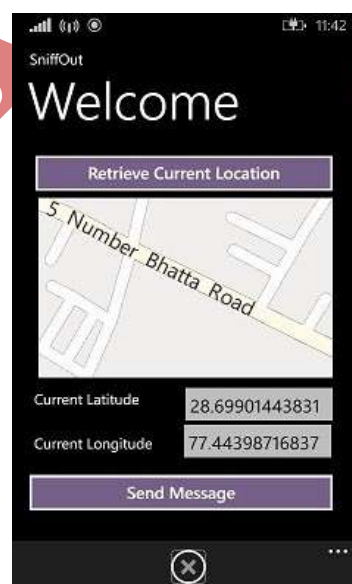 11:42
SniffOut
Welcome
Retrieve Current Location
5 Number Bhatta Road
Current Latitude 28.69901443831
Current Longitude 77.44398716837
Send Message